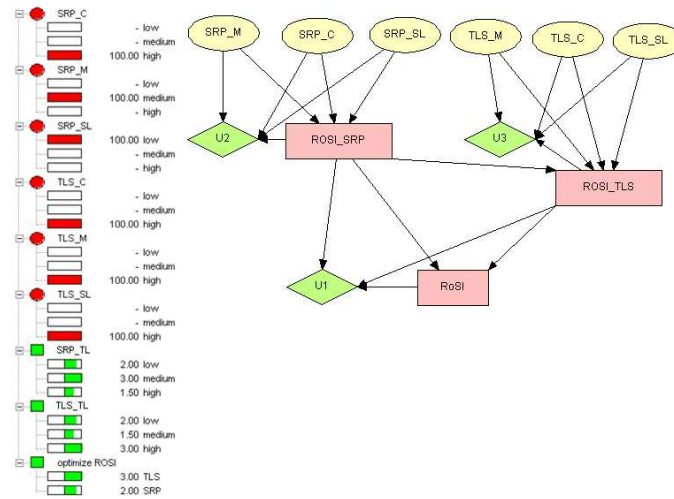 SRP_C
- low
- medium
100.00 high
SRP_M
- low
100.00 medium
- high
SRP_SL
100.00 low
- medium
- high
TLS_C
- low
- medium
100.00 high
TLS_M
- low
- medium
100.00 high
TLS_SL
- low
- medium
100.00 high
SRP_TL
2.00 low
3.00 medium
1.50 high
TLS_TL
2.00 low
1.50 medium
3.00 high
optimize ROSI
3.00 TLS
2.00 SRP
SRP_M
SRP_C
SRP_SL
TLS_M
TLS_C
TLS_SL
U2
ROSI_SRP
U3
ROSI_TLS
U1
RoSI